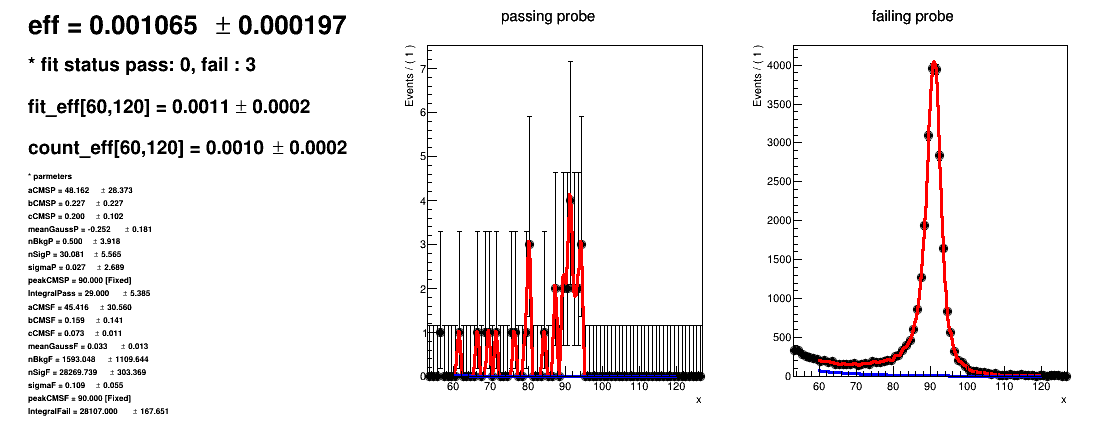 eff = 0.001065 ± 0.000197
* fit status pass: 0, fail : 3
fit_eff[60,120] = 0.0011 ± 0.0002
count_eff[60,120] = 0.0010 ± 0.0002
* parmeters
aCMSP = 48.162 ± 28.373
bCMSP = 0.227 ± 0.227
cCMSP = 0.200 ± 0.102
meanGaussP = -0.252 ± 0.181
nBkgP = 0.500 ± 3.918
nSigP = 30.081 ± 5.565
sigmaP = 0.027 ± 2.689
peakCMSP = 90.000 [Fixed]
IntegralPass = 29.000 ± 5.385
aCMSF = 45.416 ± 30.560
bCMSF = 0.159 ± 0.141
cCMSF = 0.073 ± 0.011
meanGaussF = 0.033 ± 0.013
nBkgF = 1593.048 ± 1109.644
nSigF = 28269.739 ± 303.369
sigmaF = 0.109 ± 0.055
peakCMSF = 90.000 [Fixed]
IntegralFail = 28107.000 ± 167.651
passing probe
Events / ( 1 )
7
6
5
4
3
2
1
0
60 70 80 90 100 110 120
x
failing probe
Events / ( 1 )
4000
3500
3000
2500
2000
1500
1000
500
0
60 70 80 90 100 110 120
x